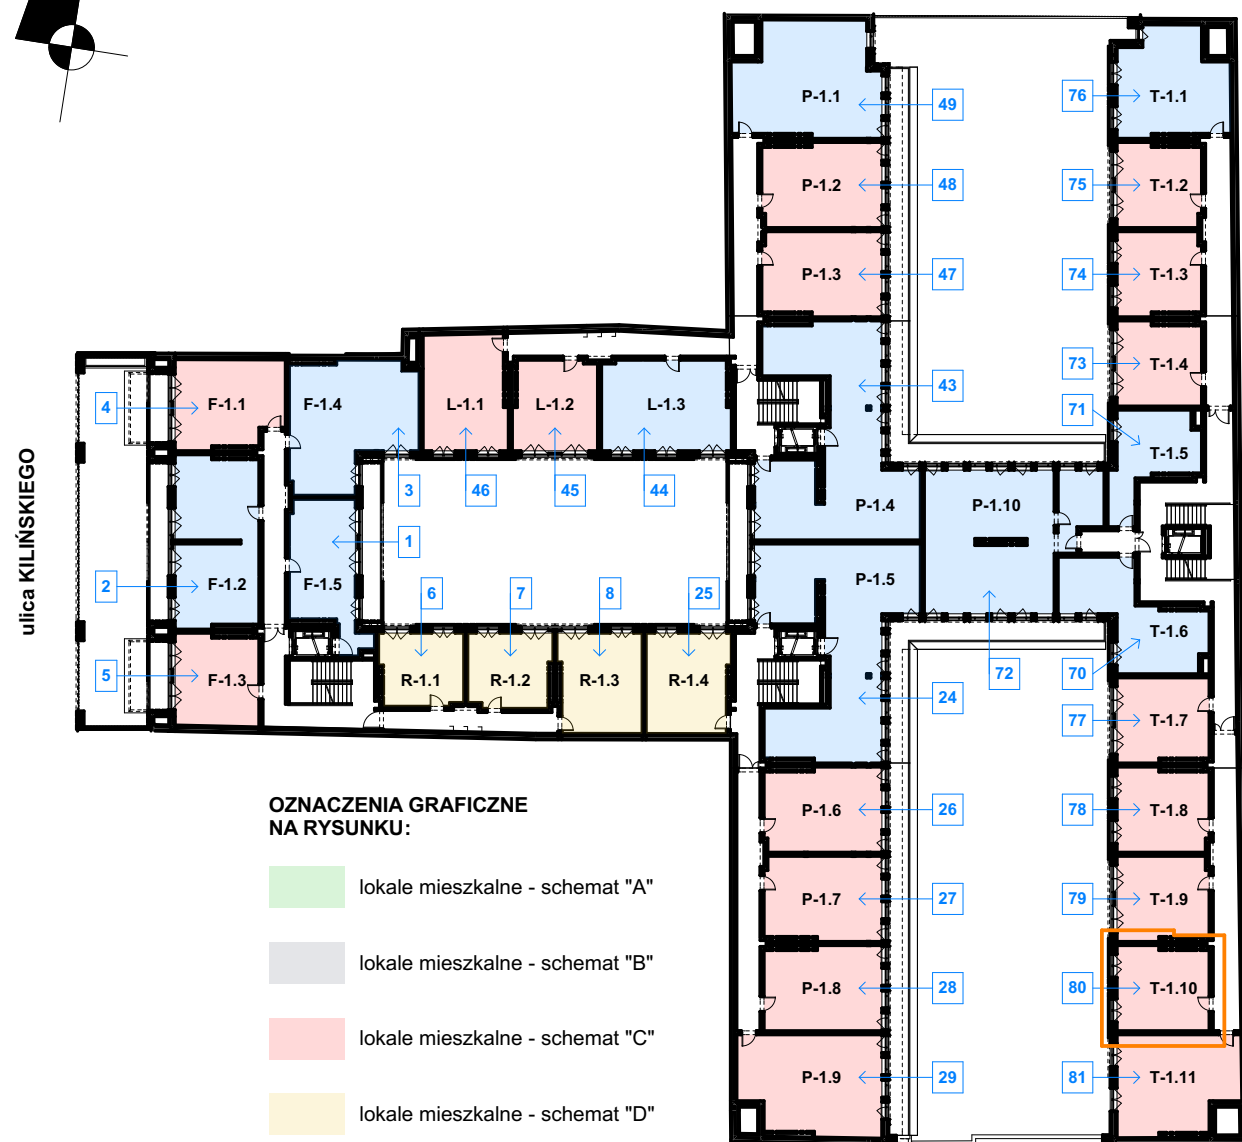 P-1.1
49
76
T-1.1
P-1.2
48
75
T-1.2
P-1.3
47
74
T-1.3
43
73
T-1.4
71
T-1.5
4
F-1.1
F-1.4
L-1.1
L-1.2
L-1.3
3
46
45
44
P-1.4
P-1.10
ulica KILIŃSKIEGO
1
2
F-1.2
F-1.5
6
7
8
25
P-1.5
T-1.6
5
F-1.3
R-1.1
R-1.2
R-1.3
R-1.4
24
72
70
77
T-1.7
P-1.6
26
78
T-1.8
P-1.7
27
79
T-1.9
P-1.8
28
80
T-1.10
P-1.9
29
81
T-1.11
OZNACZENIA GRAFICZNE
NA RYSUNKU:
lokale mieszkalne - schemat "A"
lokale mieszkalne - schemat "B"
lokale mieszkalne - schemat "C"
lokale mieszkalne - schemat "D"